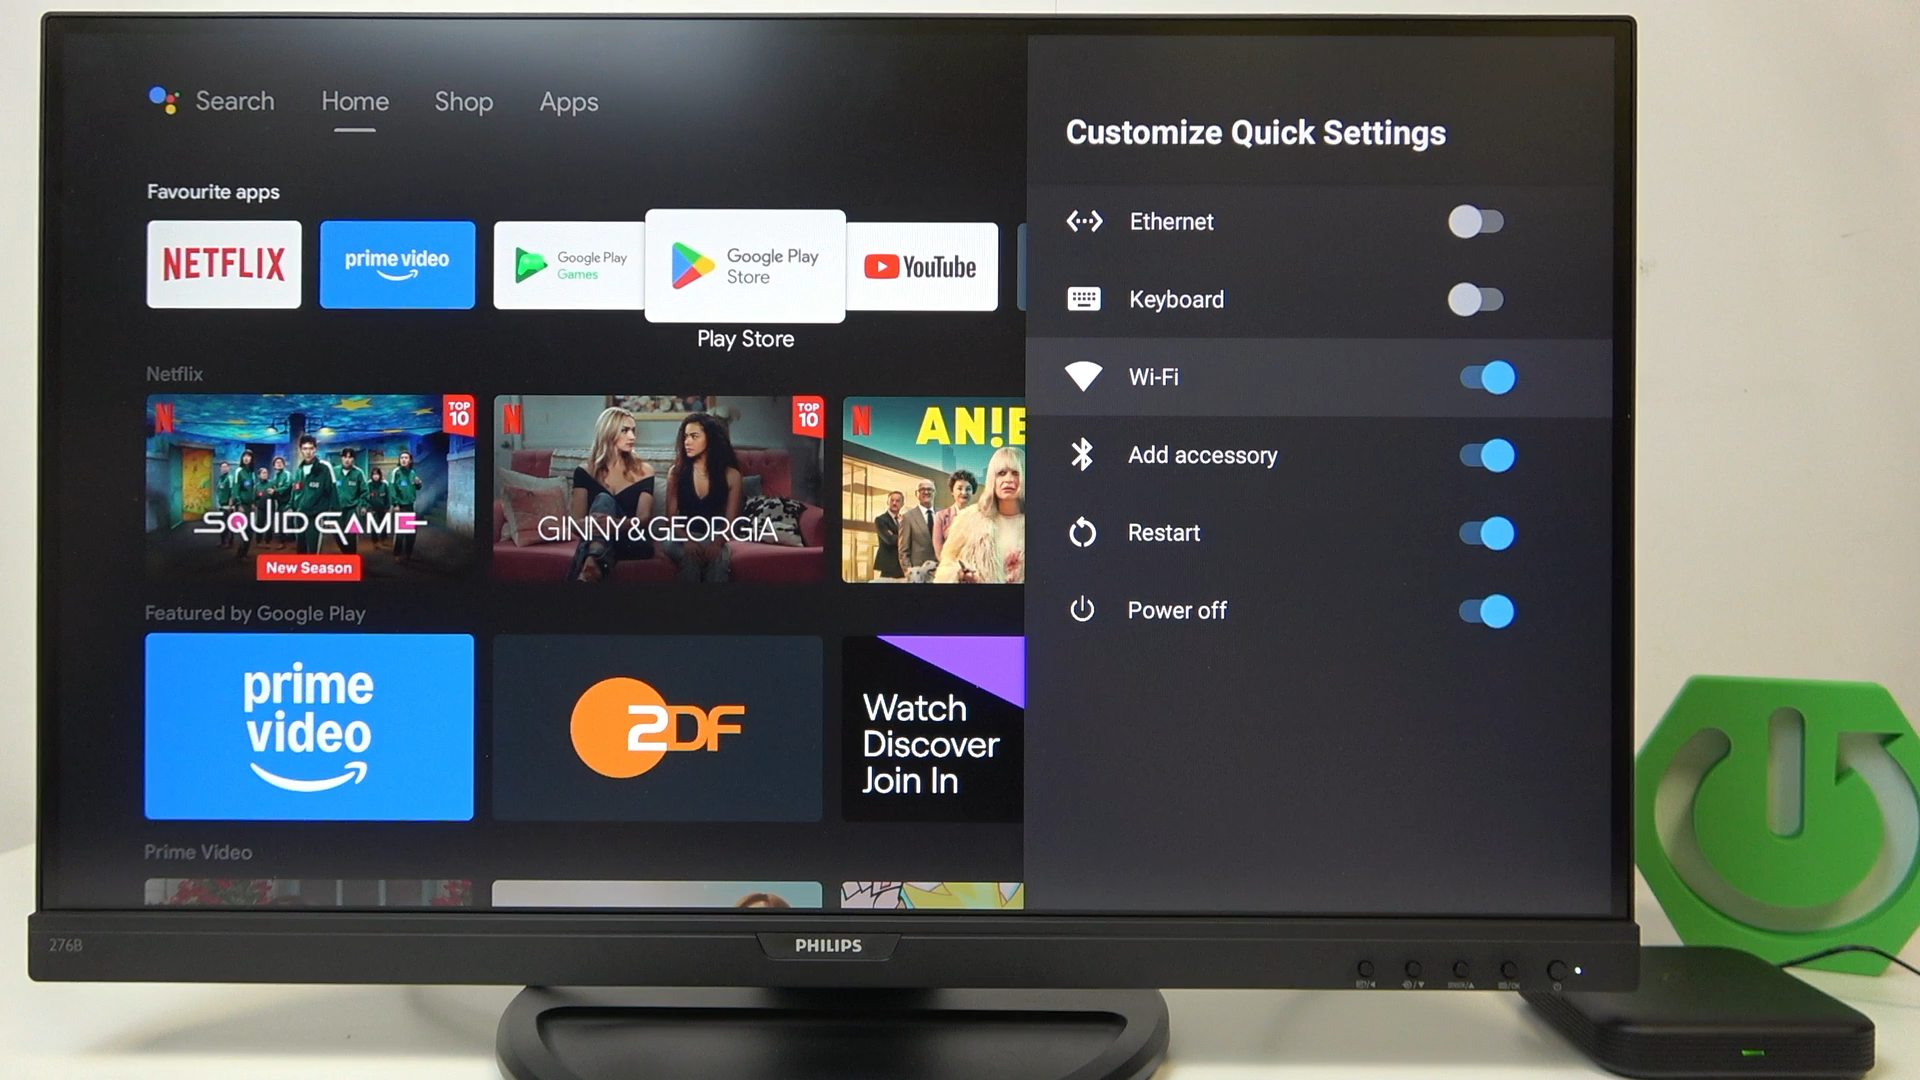 Search Home Shop Apps
Favourite apps
NETFLIX
prime video
Google Play
Games
Google Play
Store
YouTube
Play Store
Netflix
N
TOP
10
SQUID GAME
New Season
N
TOP
10
GINNY&GEORGIA
N
AN!E
Featured by Google Play
prime
video
2DF
Watch
Discover
Join In
Prime Video
Customize Quick Settings
Ethernet
Keyboard
Wi-Fi
Add accessory
Restart
Power off
276B
PHILIPS